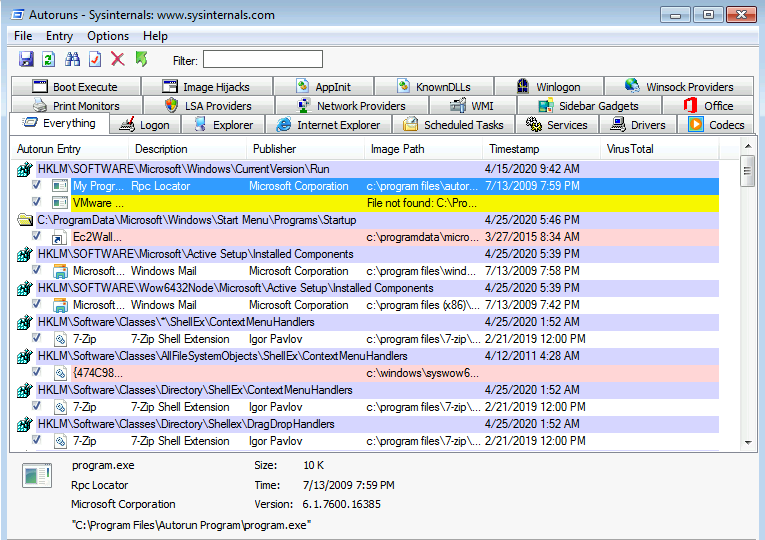 Autoruns - Sysinternals: www.sysinternals.com
File Entry Options Help
Filter:
Boot Execute Image Hijacks AppInit KnownDLLs Winlogon Winsock Providers
Print Monitors LSA Providers Network Providers WMI Sidebar Gadgets Office
Everything Logon Explorer Internet Explorer Scheduled Tasks Services Drivers Codecs
Autorun Entry Description Publisher Image Path Timestamp VirusTotal
HKLM\SOFTWARE\Microsoft\Windows\CurrentVersion\Run 4/15/2020 9:42 AM
My Progr... Rpc Locator Microsoft Corporation c:\program files\autor... 7/13/2009 7:59 PM
VMware ... File not found: C:\Pro...
C:\ProgramData\Microsoft\Windows\Start Menu\Programs\Startup 4/25/2020 5:46 PM
Ec2Wall... c:\programdata\micro... 3/27/2015 8:34 AM
HKLM\SOFTWARE\Microsoft\Active Setup\Installed Components 4/25/2020 5:39 PM
Microsoft... Windows Mail Microsoft Corporation c:\program files\wind... 7/13/2009 7:58 PM
HKLM\SOFTWARE\Wow6432Node\Microsoft\Active Setup\Installed Components 4/25/2020 5:39 PM
Microsoft... Windows Mail Microsoft Corporation c:\program files (x86)\... 7/13/2009 7:42 PM
HKLM\Software\Classes\*\ShellEx\ContextMenuHandlers 4/25/2020 1:52 AM
7-Zip 7-Zip Shell Extension Igor Pavlov c:\program files\7-zip\... 2/21/2019 12:00 PM
HKLM\Software\Classes\AllFileSystemObjects\ShellEx\ContextMenuHandlers 4/12/2011 4:28 AM
{474C98... c:\windows\syswow6...
HKLM\Software\Classes\Directory\ShellEx\ContextMenuHandlers 4/25/2020 1:52 AM
7-Zip 7-Zip Shell Extension Igor Pavlov c:\program files\7-zip\... 2/21/2019 12:00 PM
HKLM\Software\Classes\Directory\Shellex\DragDropHandlers 4/25/2020 1:52 AM
7-Zip 7-Zip Shell Extension Igor Pavlov c:\program files\7-zip\... 2/21/2019 12:00 PM
program.exe Size: 10 K
Rpc Locator Time: 7/13/2009 7:59 PM
Microsoft Corporation Version: 6.1.7600.16385
"C:\Program Files\Autorun Program\program.exe"